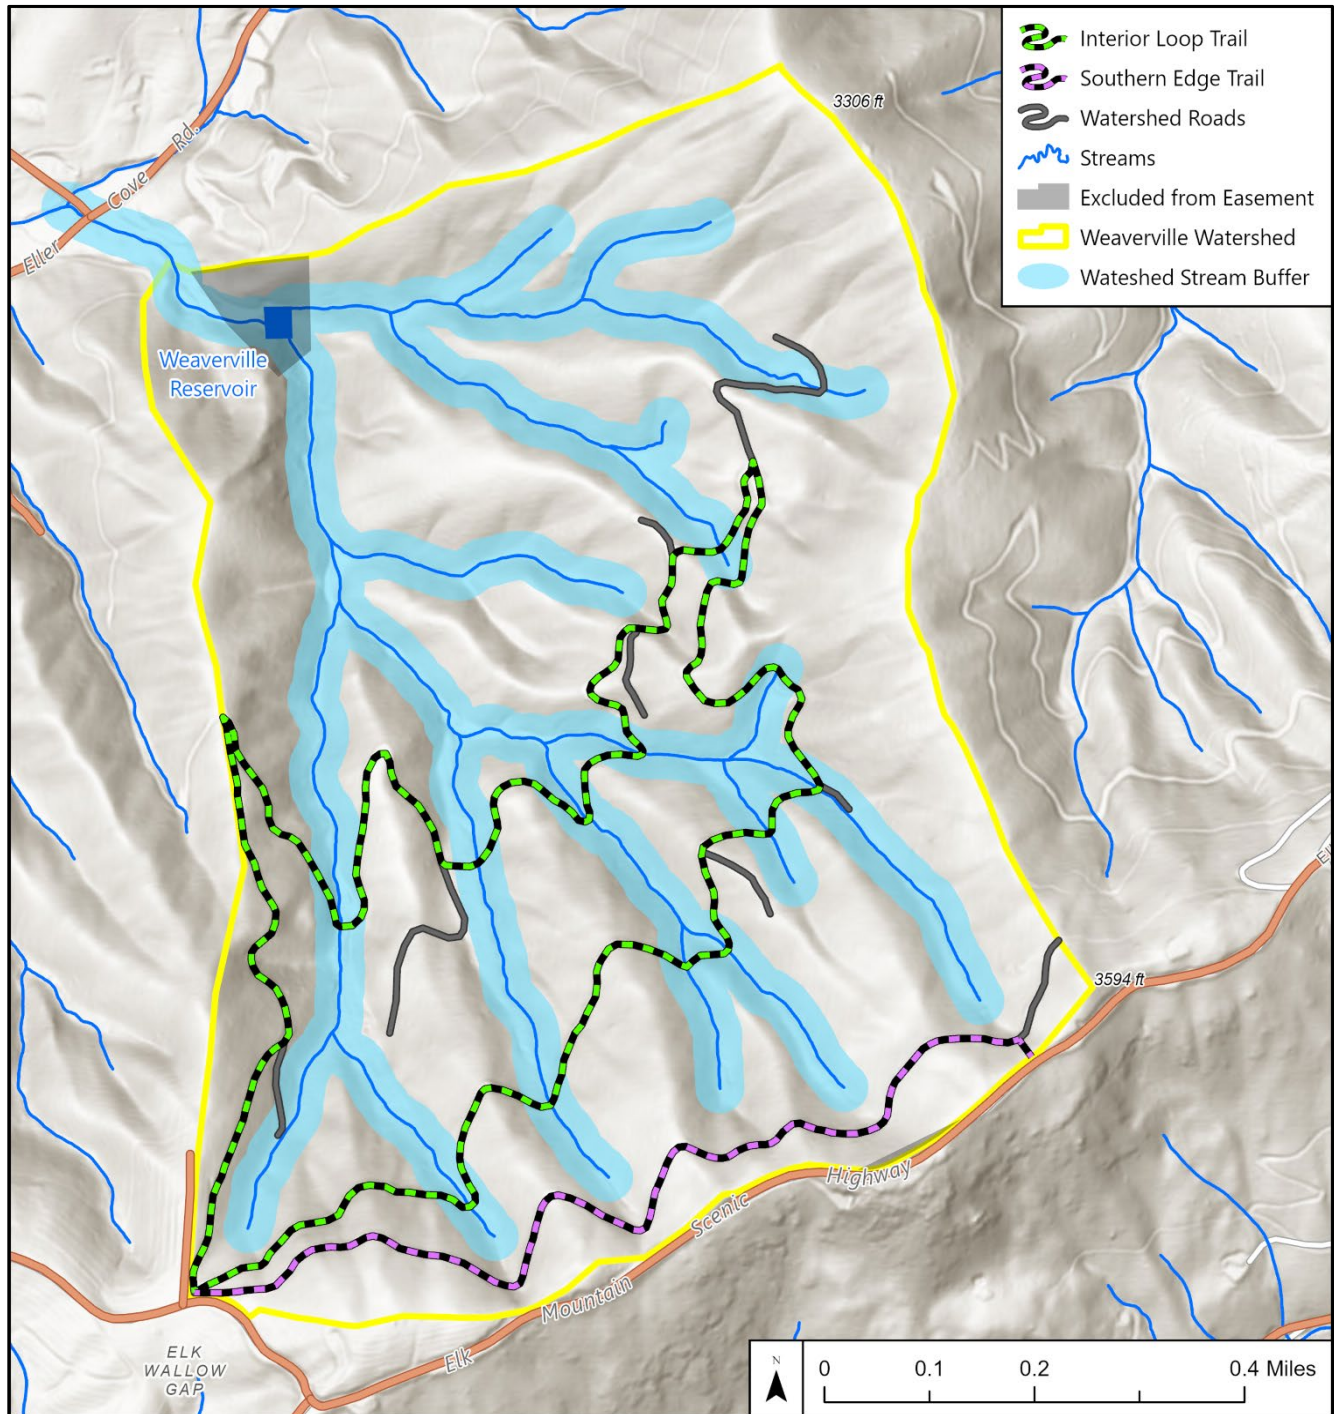 Interior Loop Trail
Southern Edge Trail
Watershed Roads
Streams
Excluded from Easement
Weaverville Watershed
Wateshed Stream Buffer
3306 ft
Eller Cove Rd.
Weaverville
Reservoir
3594 ft
El
Elk Mountain Scenic Highway
ELK
WALLOW
GAP
N
0 0.1 0.2 0.4 Miles